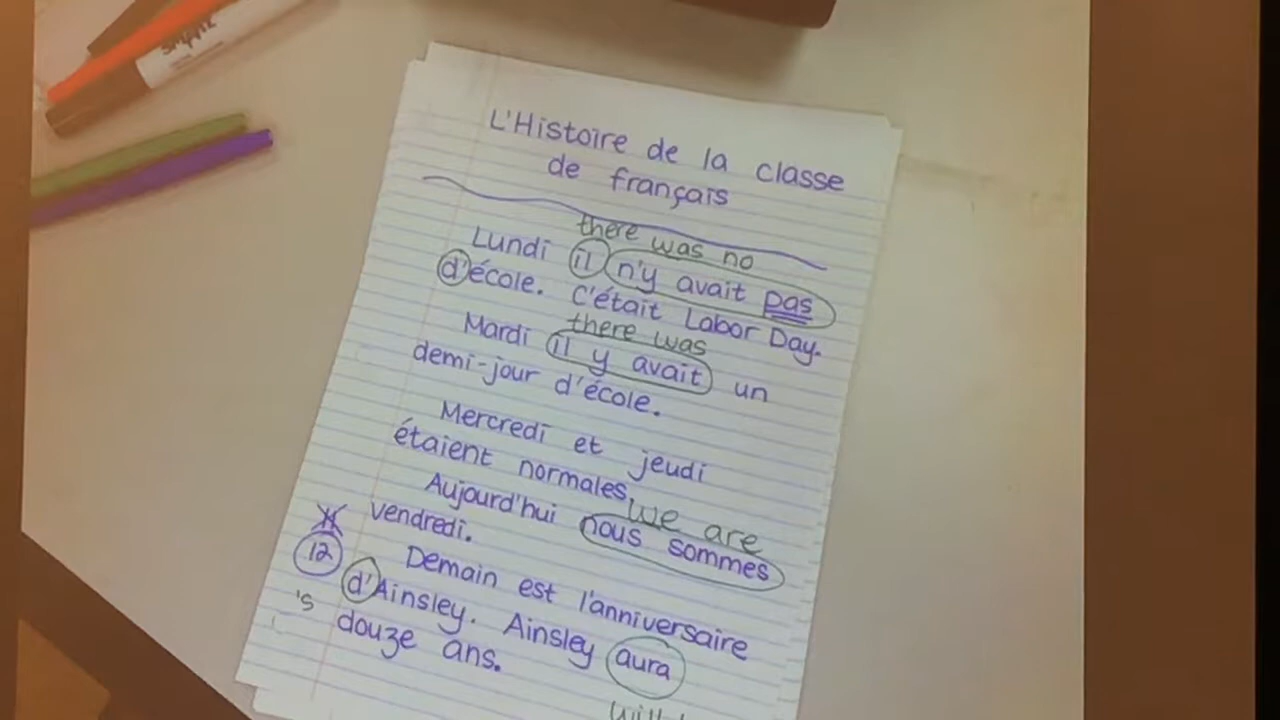 Simply
L'Histoire de la classe
de français
there was no
Lundi il n'y avait pas
d'école. C'était Labor Day.
there was
Mardi il y avait un
demi-jour d'école.
Mercredi et jeudi
étaient normales.
we are
Aujourd'hui nous sommes
vendredi.
12
Demain est l'anniversaire
d'Ainsley. Ainsley aura
's
douze ans.
will